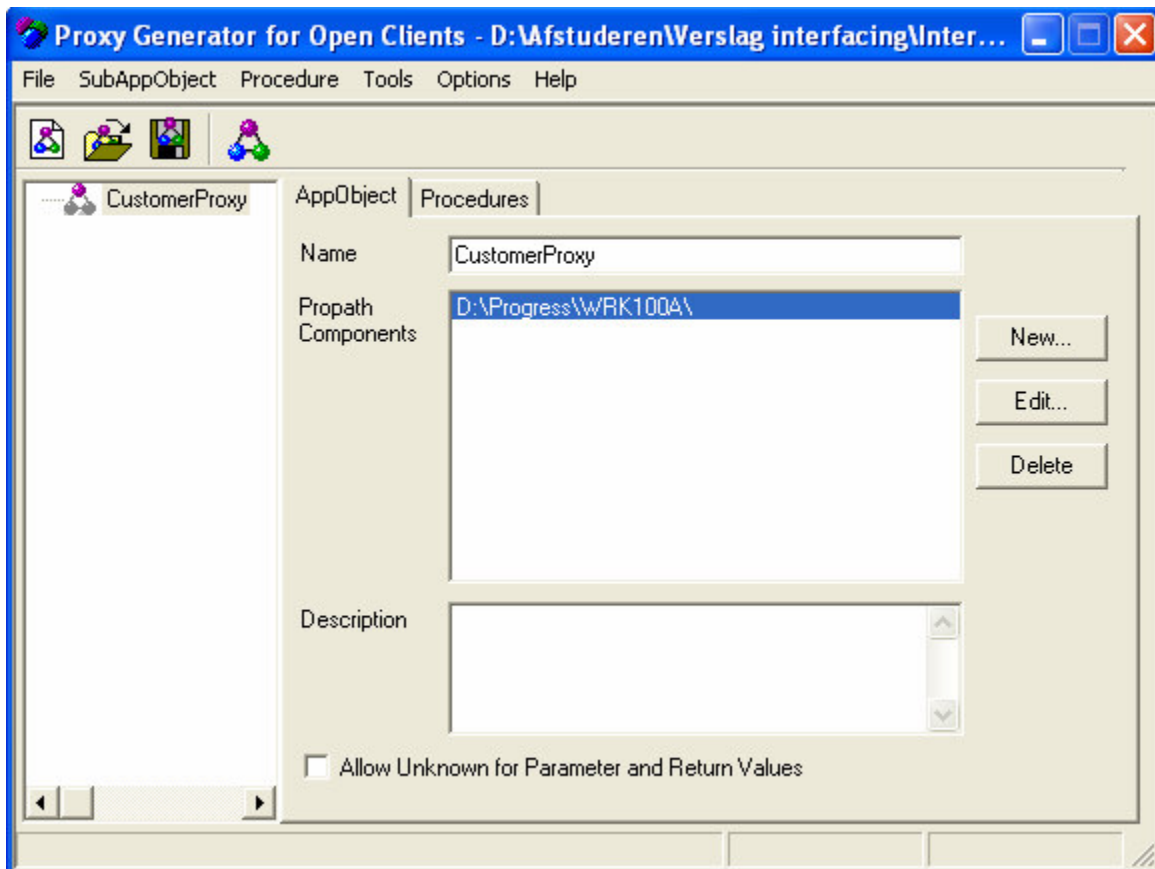 Proxy Generator for Open Clients - D:\Afstuderen\Verslag interfacing\Inter...
File SubAppObject Procedure Tools Options Help
CustomerProxy
AppObject Procedures
Name CustomerProxy
Propath Components D:\Progress\WRK100A\
New...
Edit...
Delete
Description
Allow Unknown for Parameter and Return Values